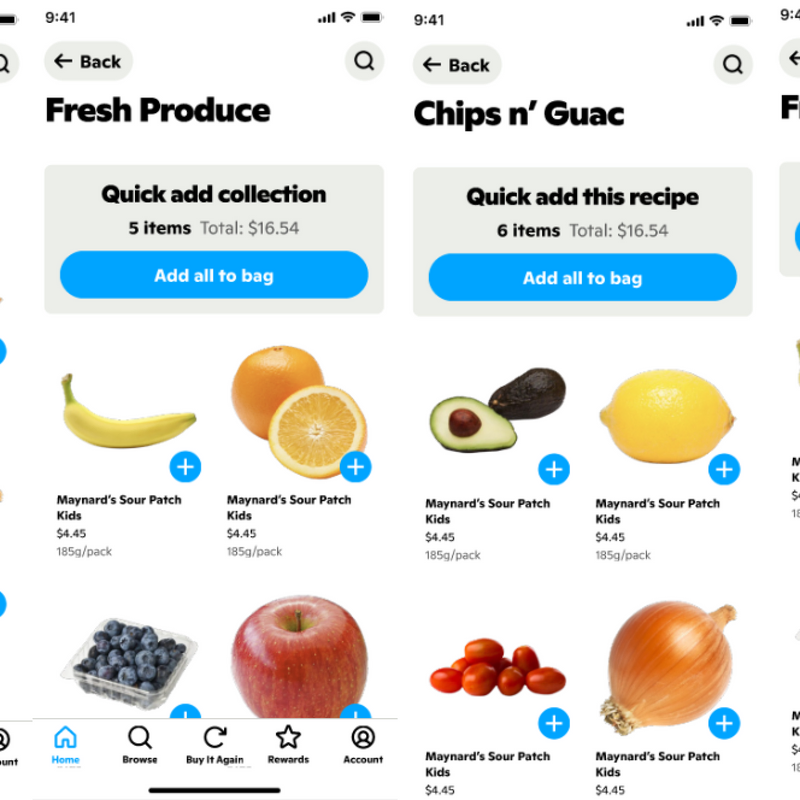 9:41
Back
Fresh Produce
Quick add collection
5 items Total: $16.54
Add all to bag
Maynard's Sour Patch
Kids
$4.45
185g/pack
Maynard's Sour Patch
Kids
$4.45
185g/pack
Home
Browse
Buy It Again
Rewards
Account
9:41
Back
Chips n' Guac
Quick add this recipe
6 items Total: $16.54
Add all to bag
Maynard's Sour Patch
Kids
$4.45
185g/pack
Maynard's Sour Patch
Kids
$4.45
185g/pack
Maynard's Sour Patch
Kids
$4.45
Maynard's Sour Patch
Kids
$4.45